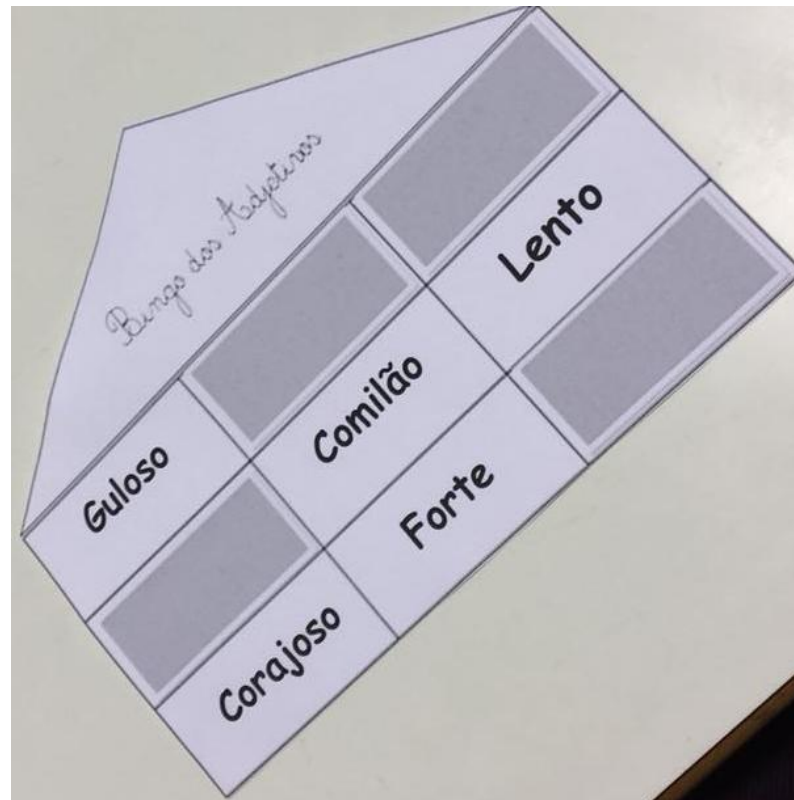 Bingo dos Adjetivos
Guloso
Comilão
Lento
Corajoso
Forte